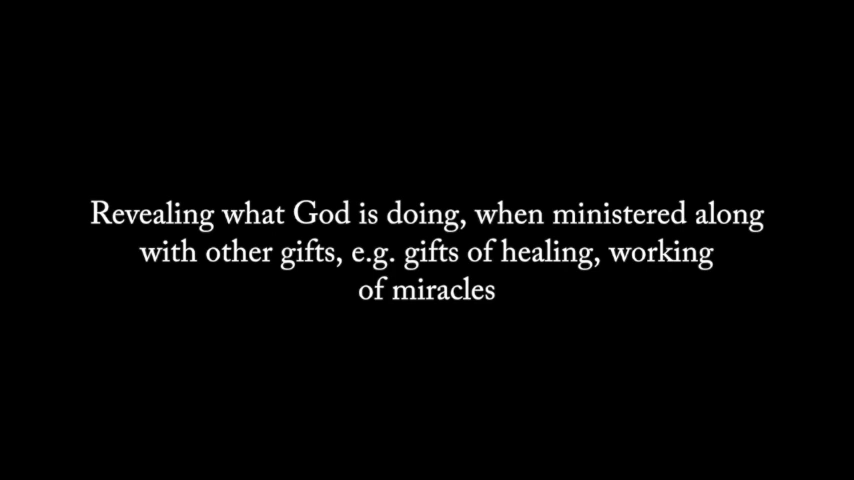 Revealing what God is doing, when ministered along
with other gifts, e.g. gifts of healing, working
of miracles